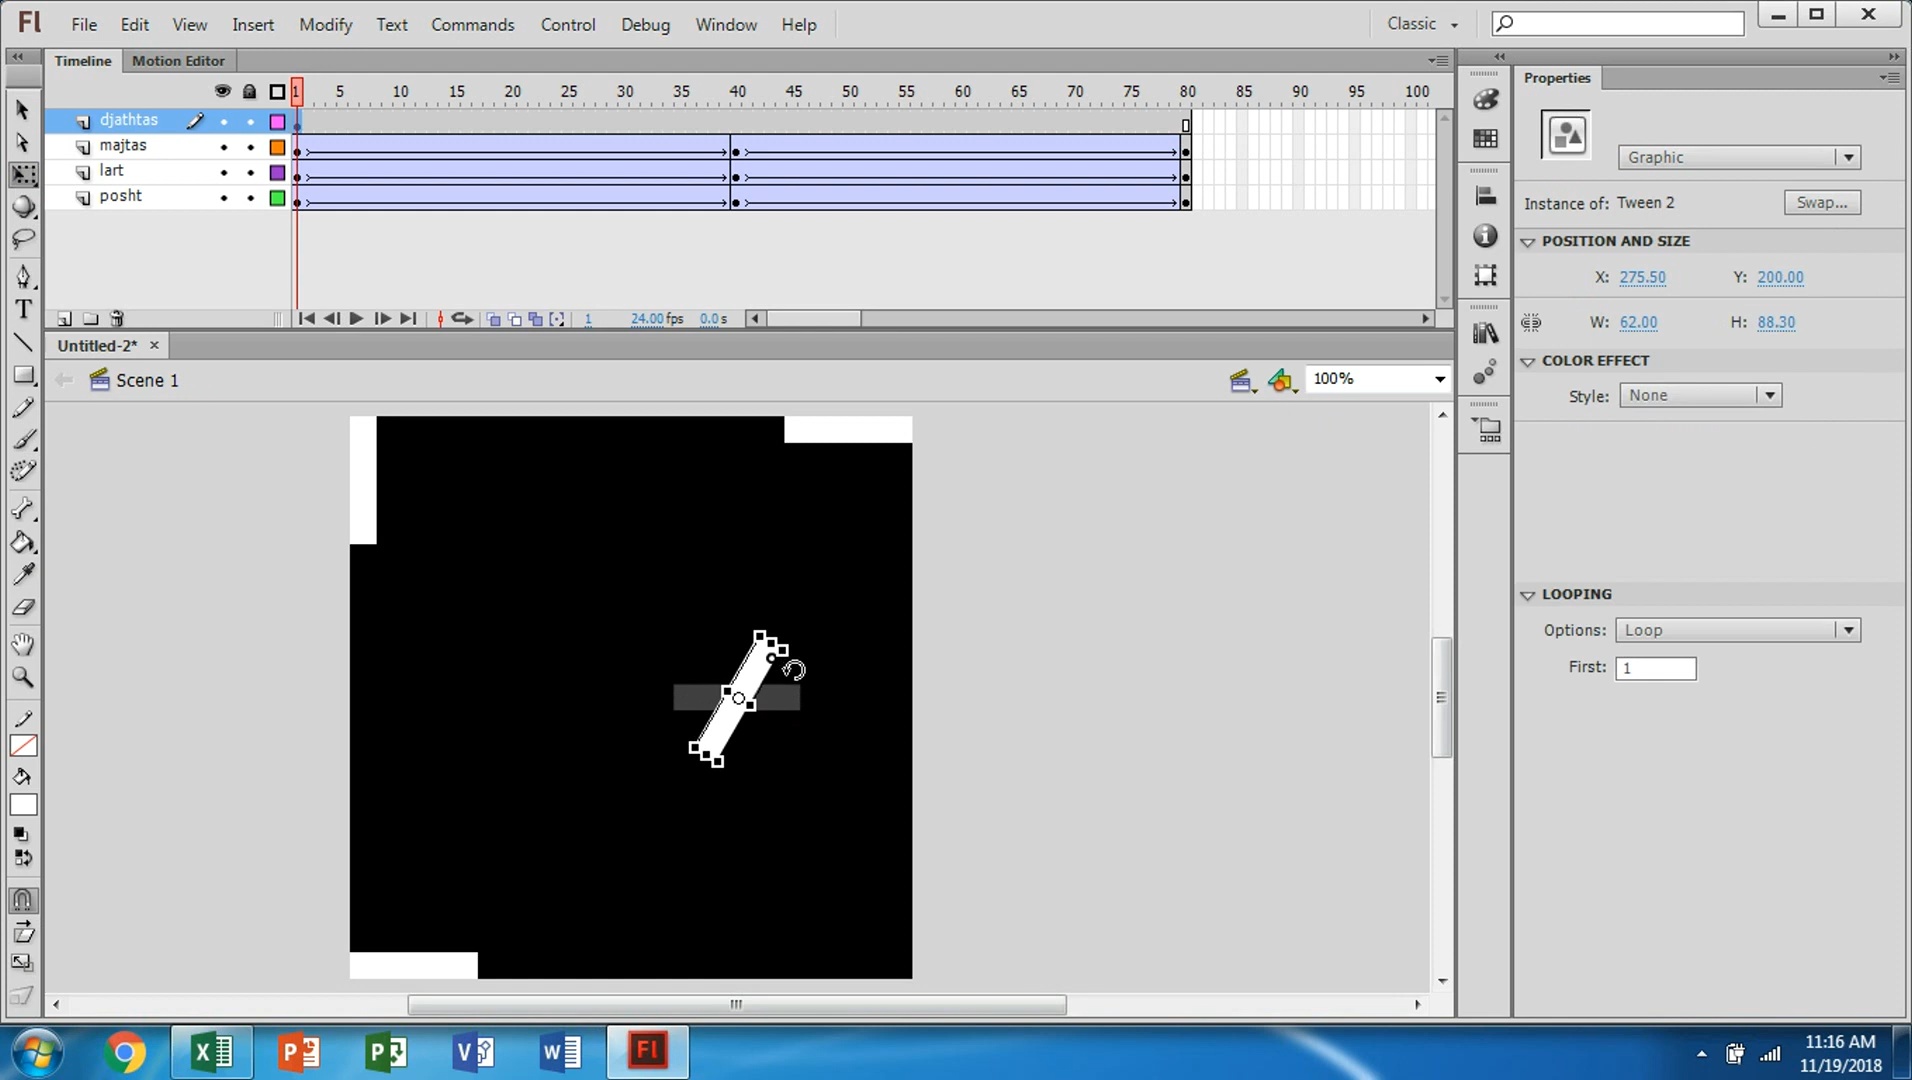 Fl File Edit View Insert Modify Text Commands Control Debug Window Help Classic
Timeline Motion Editor
1 5 10 15 20 25 30 35 40 45 50 55 60 65 70 75 80 85 90 95 100
djathtas
majtas
lart
posht
1 24.00 fps 0.0 s
Untitled-2*
Scene 1 100%
T
Properties
Graphic
Instance of: Tween 2 Swap...
POSITION AND SIZE
X: 275.50 Y: 200.00
W: 62.00 H: 88.30
COLOR EFFECT
Style: None
LOOPING
Options: Loop
First: 1
X P P V W Fl
11:16 AM
11/19/2018